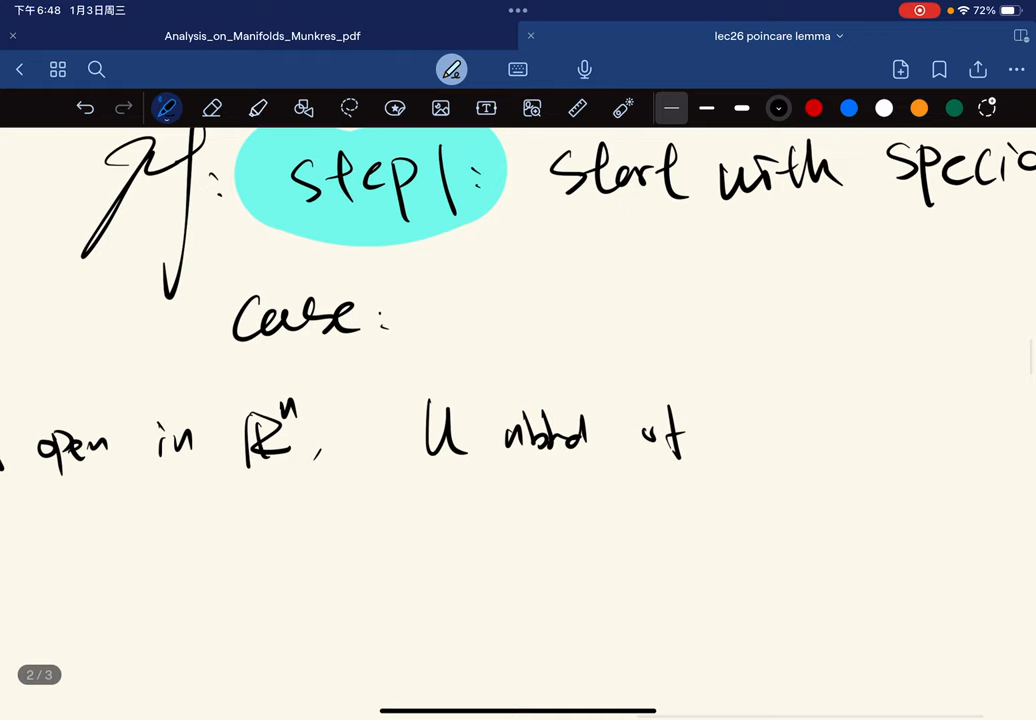 下午6:48 1月3日周三
72%
Analysis_on_Manifolds_Munkres_pdf
lec26 poincare lemma
pf: step1: start with specia
case:
open in ℝⁿ, U nbhd of
2 / 3